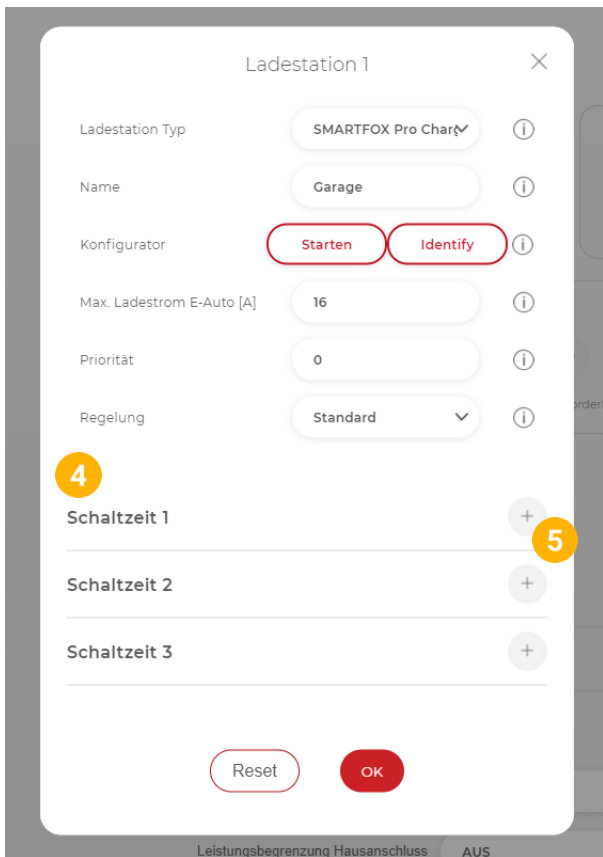 Ladestation 1
Ladestation Typ SMARTFOX Pro Charg
Name Garage
Konfigurator Starten Identify
Max. Ladestrom E-Auto [A] 16
Priorität 0
Regelung Standard
4
Schaltzeit 1
5
Schaltzeit 2
Schaltzeit 3
Reset OK
Leistungsbegrenzung Hausanschluss AUS